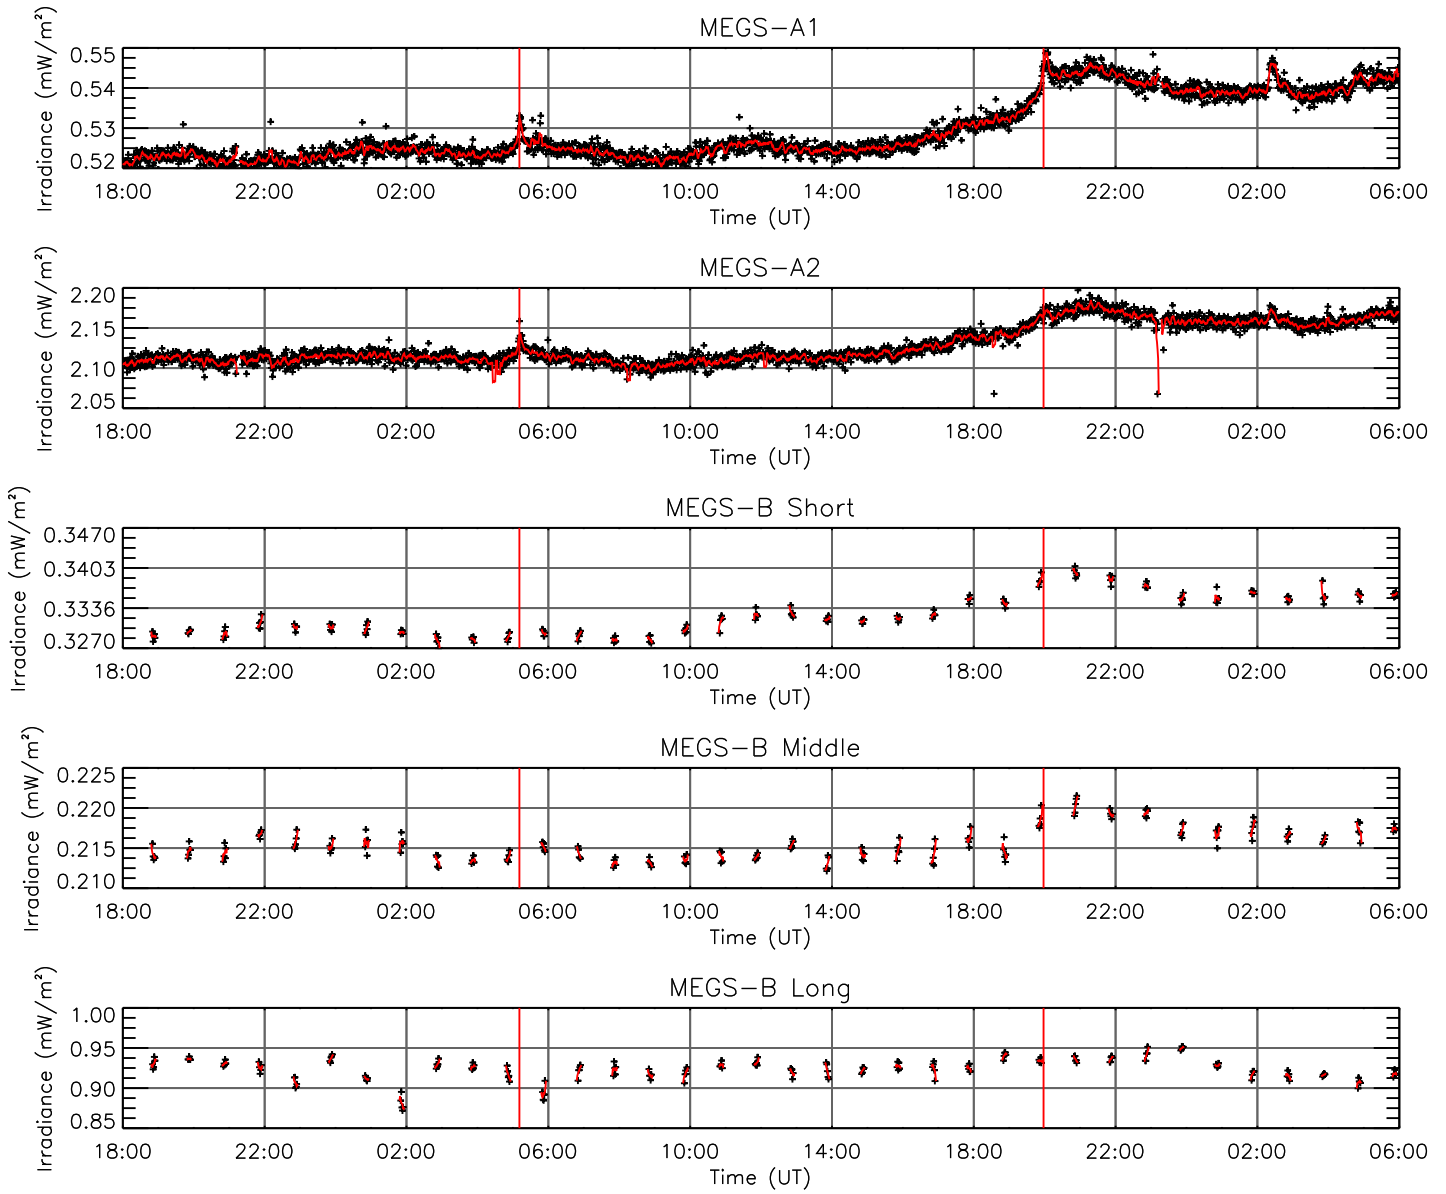 MEGS-A1
Irradiance (mW/m²)
0.55
0.54
0.53
0.52
18:00 22:00 02:00 06:00 10:00 14:00 18:00 22:00 02:00 06:00
Time (UT)
MEGS-A2
Irradiance (mW/m²)
2.20
2.15
2.10
2.05
18:00 22:00 02:00 06:00 10:00 14:00 18:00 22:00 02:00 06:00
Time (UT)
MEGS-B Short
Irradiance (mW/m²)
0.3470
0.3403
0.3336
0.3270
18:00 22:00 02:00 06:00 10:00 14:00 18:00 22:00 02:00 06:00
Time (UT)
MEGS-B Middle
Irradiance (mW/m²)
0.225
0.220
0.215
0.210
18:00 22:00 02:00 06:00 10:00 14:00 18:00 22:00 02:00 06:00
Time (UT)
MEGS-B Long
Irradiance (mW/m²)
1.00
0.95
0.90
0.85
18:00 22:00 02:00 06:00 10:00 14:00 18:00 22:00 02:00 06:00
Time (UT)